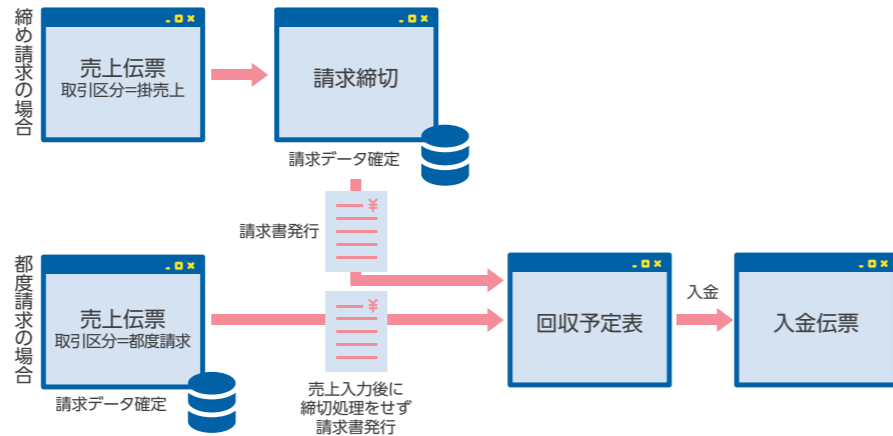 締め請求の場合
売上伝票
取引区分=掛売上
請求締切
請求データ確定
請求書発行
¥
都度請求の場合
売上伝票
取引区分=都度請求
請求データ確定
¥
売上入力後に
締切処理をせず
請求書発行
回収予定表
入金
入金伝票